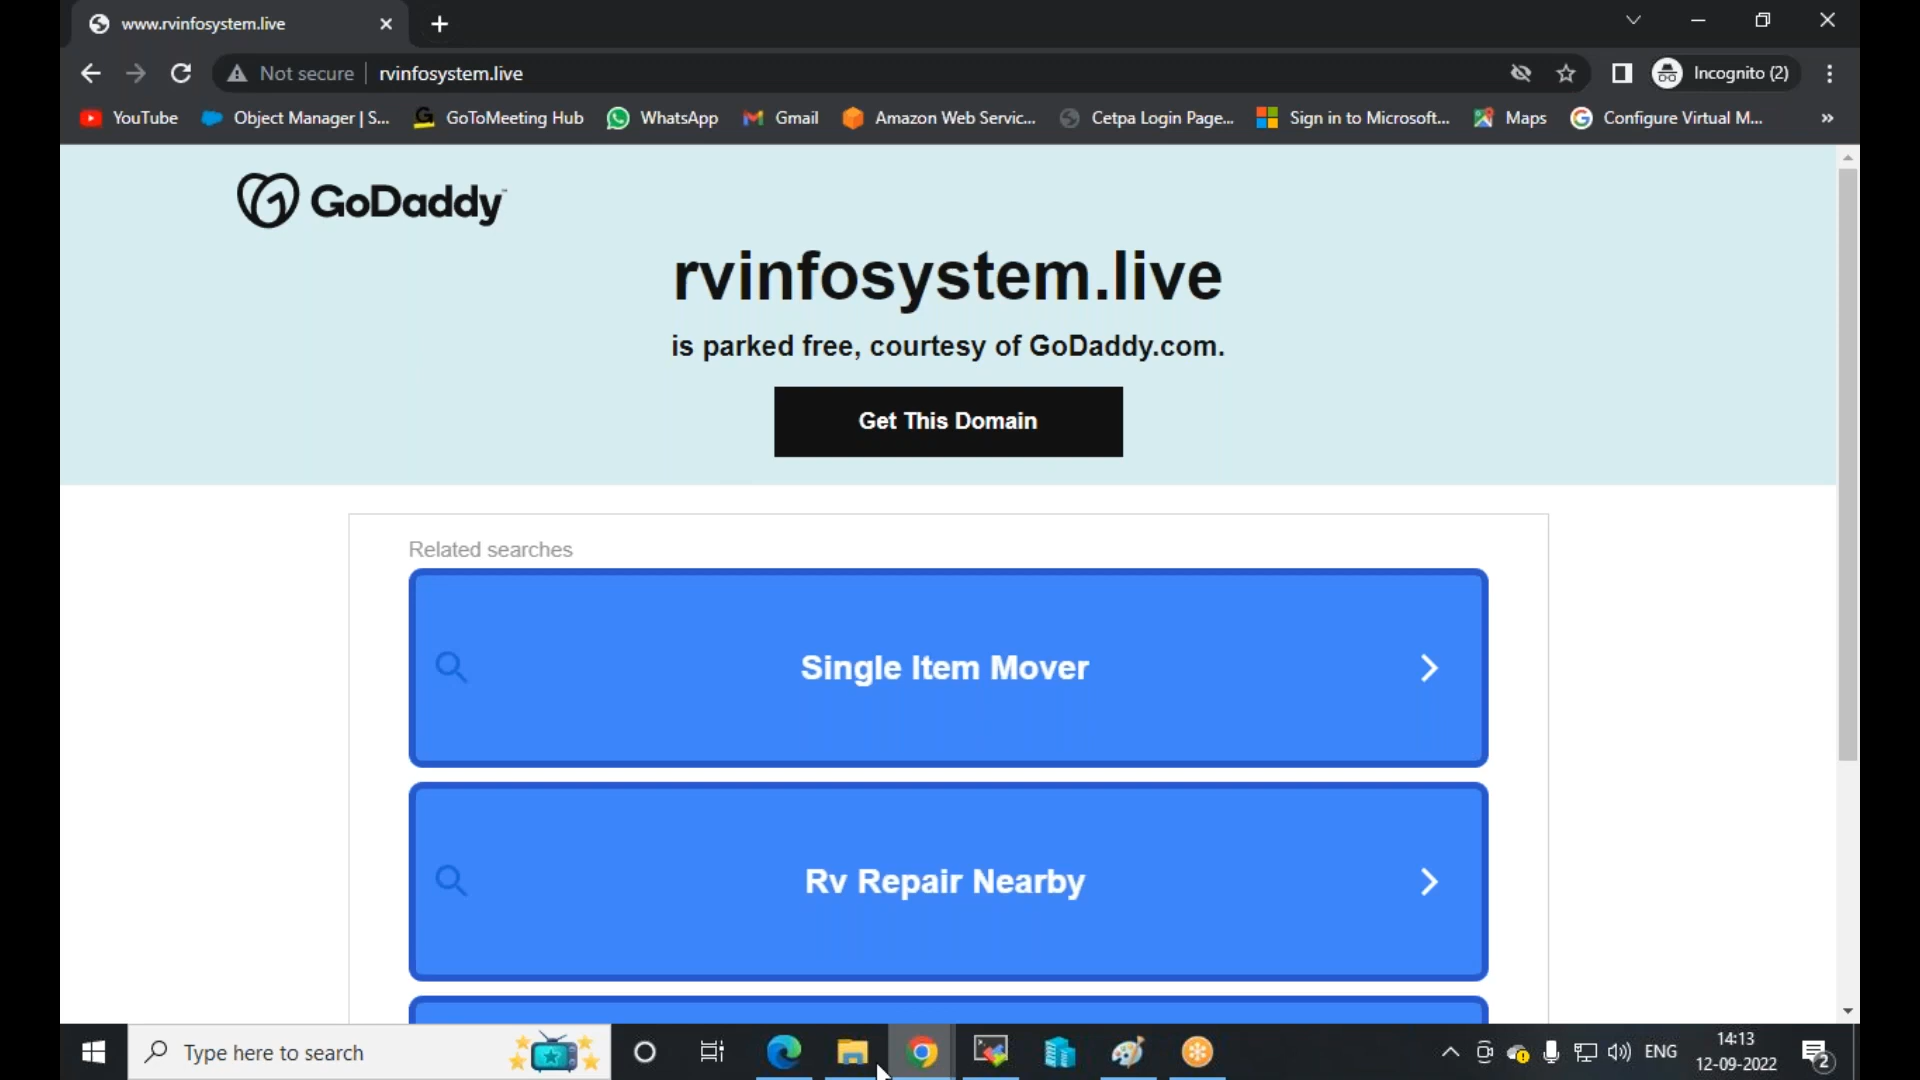 www.rvinfosystem.live
Not secure rvinfosystem.live Incognito (2)
YouTube Object Manager | S... GoToMeeting Hub WhatsApp Gmail Amazon Web Servic... Cetpa Login Page... Sign in to Microsoft... Maps Configure Virtual M... »
GoDaddy
rvinfosystem.live
is parked free, courtesy of GoDaddy.com.
Get This Domain
Related searches
Single Item Mover
Rv Repair Nearby
Type here to search ENG 14:13
12-09-2022 2